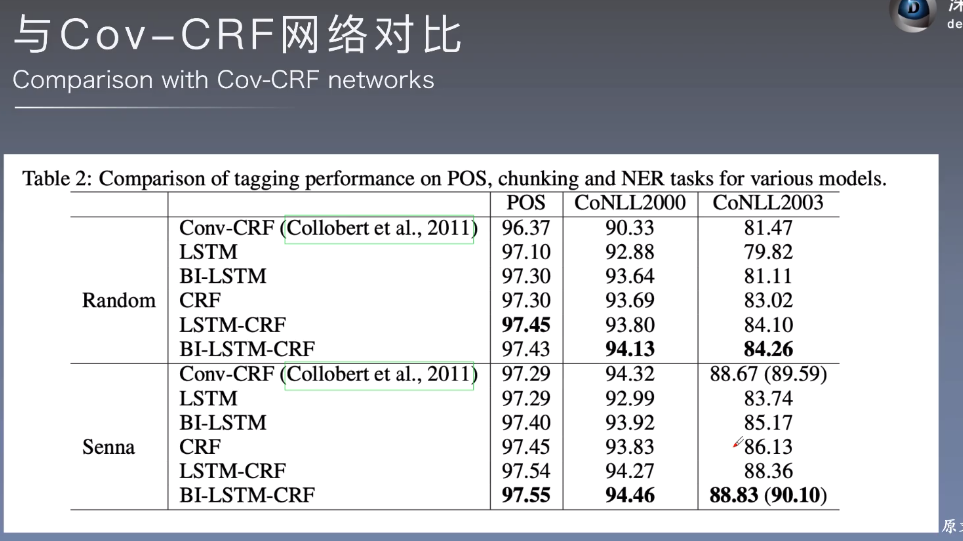 与Cov-CRF网络对比
Comparison with Cov-CRF networks
D
深
de
Table 2: Comparison of tagging performance on POS, chunking and NER tasks for various models.
POS CoNLL2000 CoNLL2003
Conv-CRF (Collobert et al., 2011) 96.37 90.33 81.47
LSTM 97.10 92.88 79.82
BI-LSTM 97.30 93.64 81.11
Random CRF 97.30 93.69 83.02
LSTM-CRF 97.45 93.80 84.10
BI-LSTM-CRF 97.43 94.13 84.26
Conv-CRF (Collobert et al., 2011) 97.29 94.32 88.67 (89.59)
LSTM 97.29 92.99 83.74
BI-LSTM 97.40 93.92 85.17
Senna CRF 97.45 93.83 86.13
LSTM-CRF 97.54 94.27 88.36
BI-LSTM-CRF 97.55 94.46 88.83 (90.10)
原